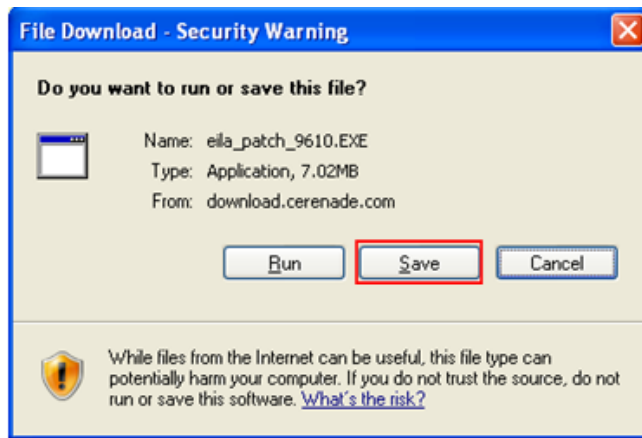 File Download - Security Warning
Do you want to run or save this file?
Name: eila_patch_9610.EXE
Type: Application, 7.02MB
From: download.cerenade.com
Run Save Cancel
While files from the Internet can be useful, this file type can
potentially harm your computer. If you do not trust the source, do not
run or save this software. What's the risk?